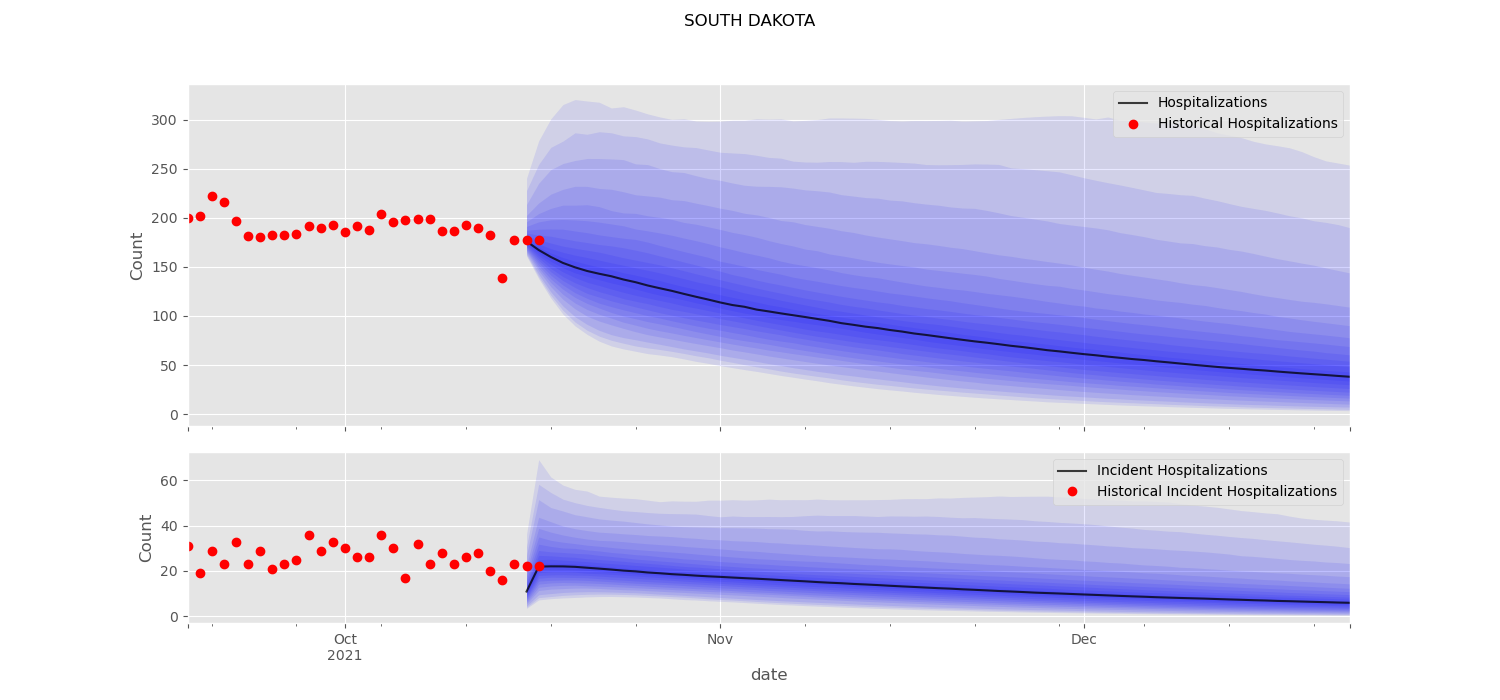 SOUTH DAKOTA
Hospitalizations
Historical Hospitalizations
300
250
200
150
100
50
0
Count
Incident Hospitalizations
Historical Incident Hospitalizations
60
40
20
0
Count
Oct
2021
Nov
Dec
date